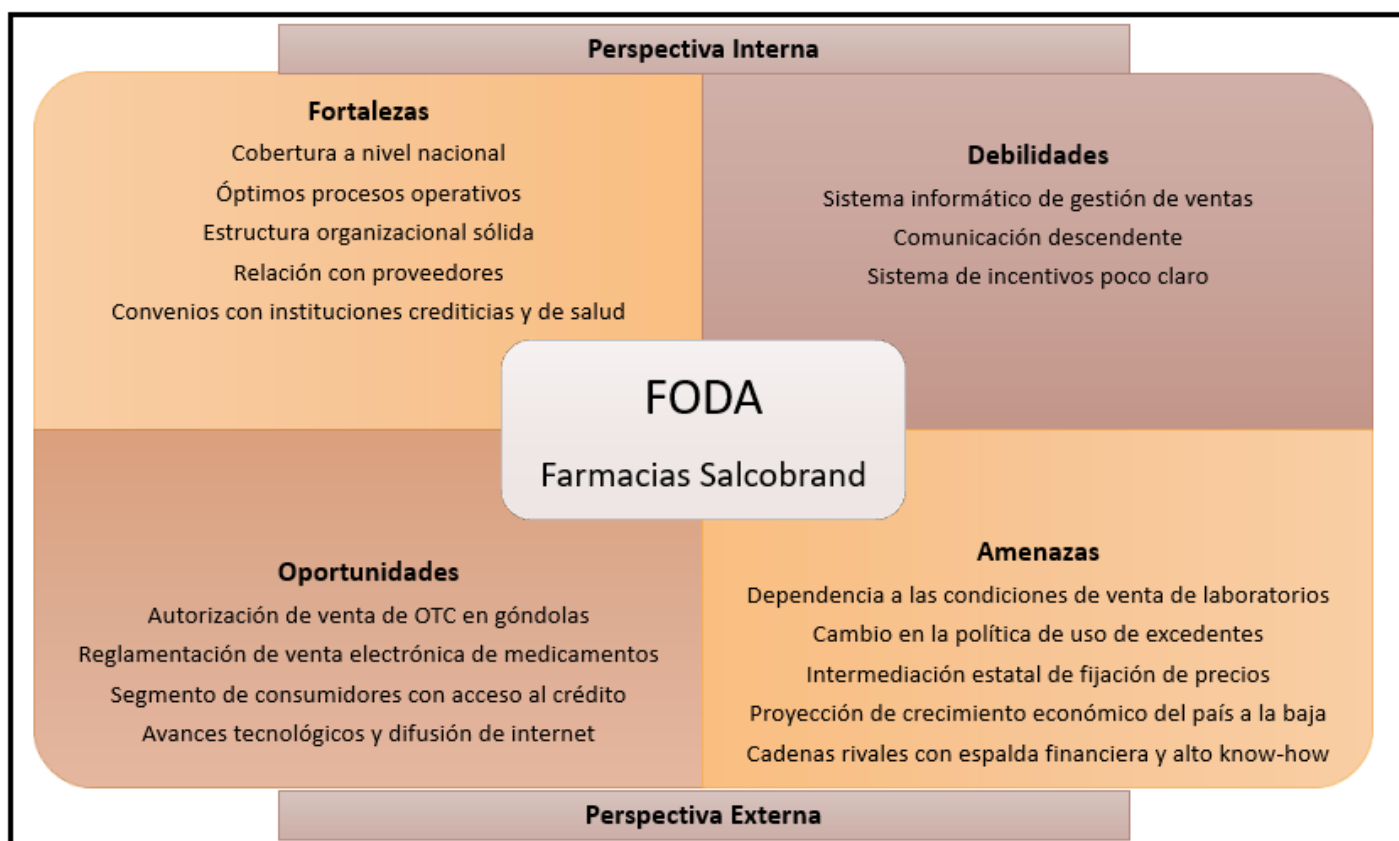 Perspectiva Interna
Fortalezas
Cobertura a nivel nacional
Óptimos procesos operativos
Estructura organizacional sólida
Relación con proveedores
Convenios con instituciones crediticias y de salud
Debilidades
Sistema informático de gestión de ventas
Comunicación descendente
Sistema de incentivos poco claro
FODA
Farmacias Salcobrand
Oportunidades
Autorización de venta de OTC en góndolas
Reglamentación de venta electrónica de medicamentos
Segmento de consumidores con acceso al crédito
Avances tecnológicos y difusión de internet
Amenazas
Dependencia a las condiciones de venta de laboratorios
Cambio en la política de uso de excedentes
Intermediación estatal de fijación de precios
Proyección de crecimiento económico del país a la baja
Cadenas rivales con espalda financiera y alto know-how
Perspectiva Externa